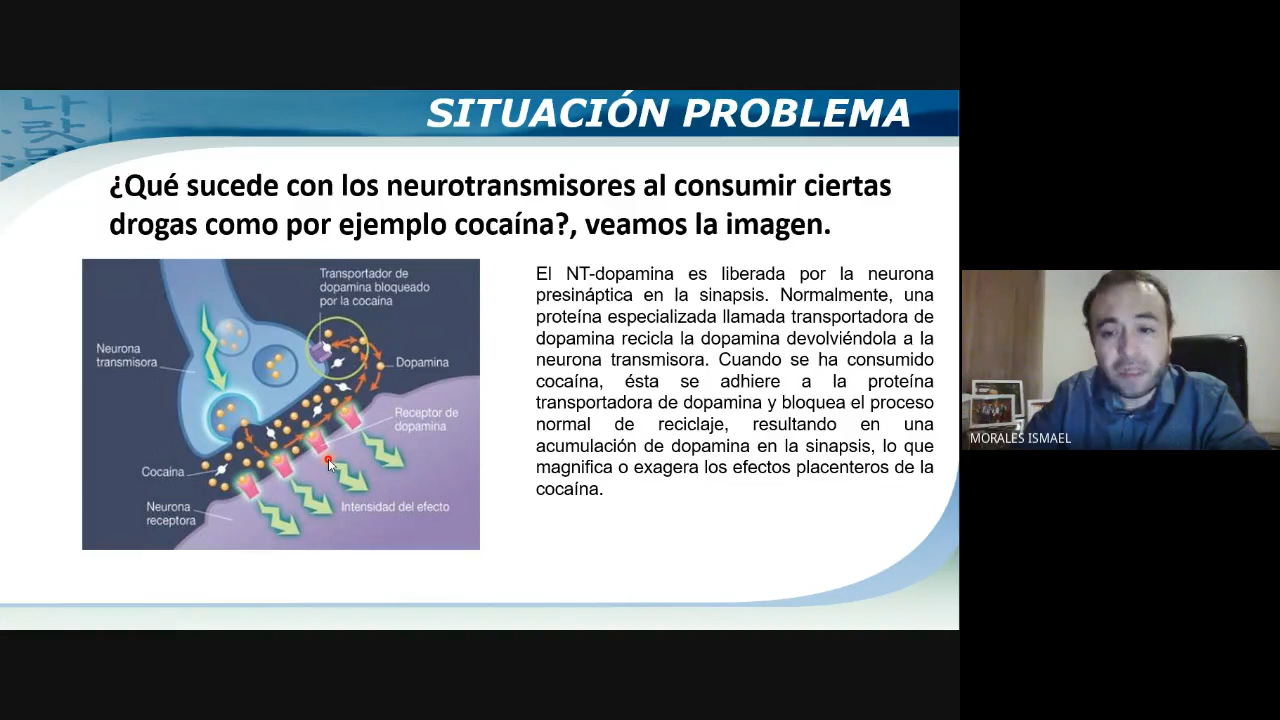 SITUACIÓN PROBLEMA
¿Qué sucede con los neurotransmisores al consumir ciertas
drogas como por ejemplo cocaína?, veamos la imagen.
Transportador de
dopamina bloqueado
por la cocaína
Neurona
transmisora
Dopamina
Receptor de
dopamina
Cocaína
Neurona
receptora
Intensidad del efecto
El NT-dopamina es liberada por la neurona
presináptica en la sinapsis. Normalmente, una
proteína especializada llamada transportadora de
dopamina recicla la dopamina devolviéndola a la
neurona transmisora. Cuando se ha consumido
cocaína, ésta se adhiere a la proteína
transportadora de dopamina y bloquea el proceso
normal de reciclaje, resultando en una
acumulación de dopamina en la sinapsis, lo que
magnifica o exagera los efectos placenteros de la
cocaína.
MORALES ISMAEL